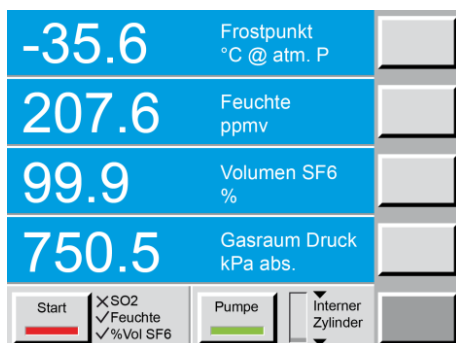 -35.6
Frostpunkt
°C @ atm. P
207.6
Feuchte
ppmv
99.9
Volumen SF6
%
750.5
Gasraum Druck
kPa abs.
Start
SO2
Feuchte
%Vol SF6
Pumpe
Interner
Zylinder